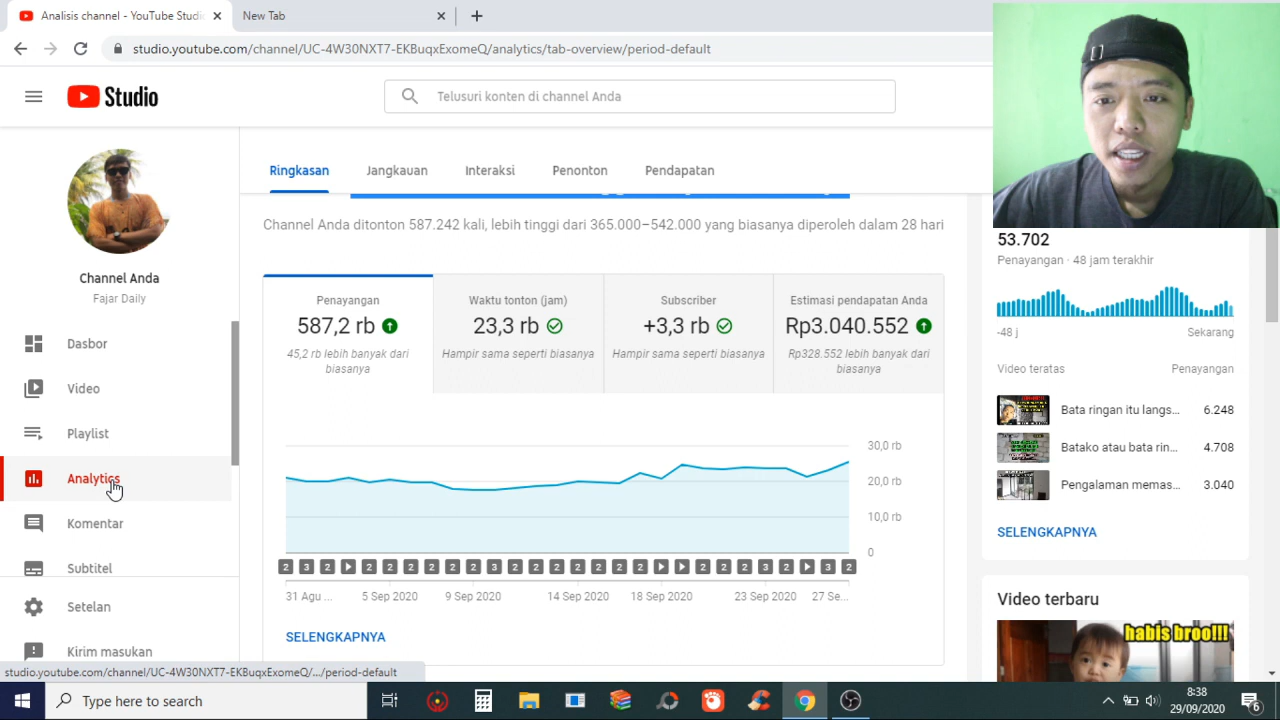 Analisis channel - YouTube Studi
New Tab
studio.youtube.com/channel/UC-4W30NXT7-EKBuqxExomeQ/analytics/tab-overview/period-default
Studio
Telusuri konten di channel Anda
Channel Anda
Fajar Daily
Dasbor
Video
Playlist
Analytics
Komentar
Subtitel
Setelan
Kirim masukan
Ringkasan
Jangkauan
Interaksi
Penonton
Pendapatan
Channel Anda ditonton 587.242 kali, lebih tinggi dari 365.000–542.000 yang biasanya diperoleh dalam 28 hari
Penayangan
587,2 rb
45,2 rb lebih banyak dari
biasanya
Waktu tonton (jam)
23,3 rb
Hampir sama seperti biasanya
Subscriber
+3,3 rb
Hampir sama seperti biasanya
Estimasi pendapatan Anda
Rp3.040.552
Rp328.552 lebih banyak dari
biasanya
30,0 rb
20,0 rb
10,0 rb
0
2 3 2 2 2 2 2 2 2 3 2 2 2 2 2 2 2 2 2 2 3 2 3 2
31 Agu ... 5 Sep 2020 9 Sep 2020 14 Sep 2020 18 Sep 2020 23 Sep 2020 27 Se...
SELENGKAPNYA
53.702
Penayangan · 48 jam terakhir
-48 j
Sekarang
Video teratas
Penayangan
Bata ringan itu langs... 6.248
Batako atau bata rin... 4.708
Pengalaman memas... 3.040
SELENGKAPNYA
Video terbaru
habis broo!!!
studio.youtube.com/channel/UC-4W30NXT7-EKBuqxExomeQ/.../period-default
Type here to search
8:38
29/09/2020
6